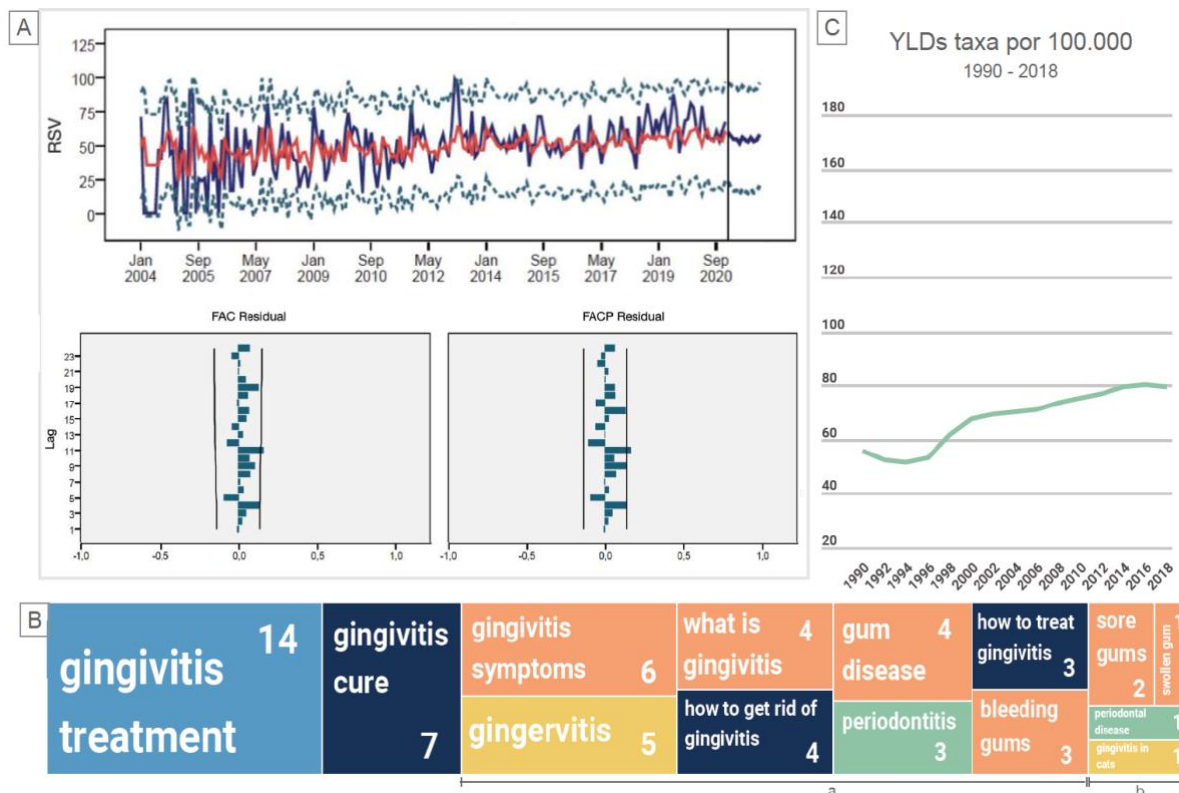 A
RSV
125
100
75
50
25
0
Jan 2004
Sep 2005
May 2007
Jan 2009
Sep 2010
May 2012
Jan 2014
Sep 2015
May 2017
Jan 2019
Sep 2020
FAC Residual
Lag
23
21
19
17
15
13
11
9
7
5
3
1
-1,0
-0,5
0,0
0,5
1,0
FACP Residual
-1,0
-0,5
0,0
0,5
1,0
C
YLDs taxa por 100.000
1990 - 2018
180
160
140
120
100
80
60
40
20
1990
1992
1994
1996
1998
2000
2002
2004
2006
2008
2010
2012
2014
2016
2018
B
gingivitis
treatment
14
gingivitis
cure
7
gingivitis
symptoms
6
gingervitis
5
what is
gingivitis
4
how to get rid of
gingivitis
4
gum
disease
4
periodontitis
3
how to treat
gingivitis
3
bleeding
gums
3
sore
gums
2
swollen gum
1
periodontal
disease
1
gingivitis in
cats
1
a
b